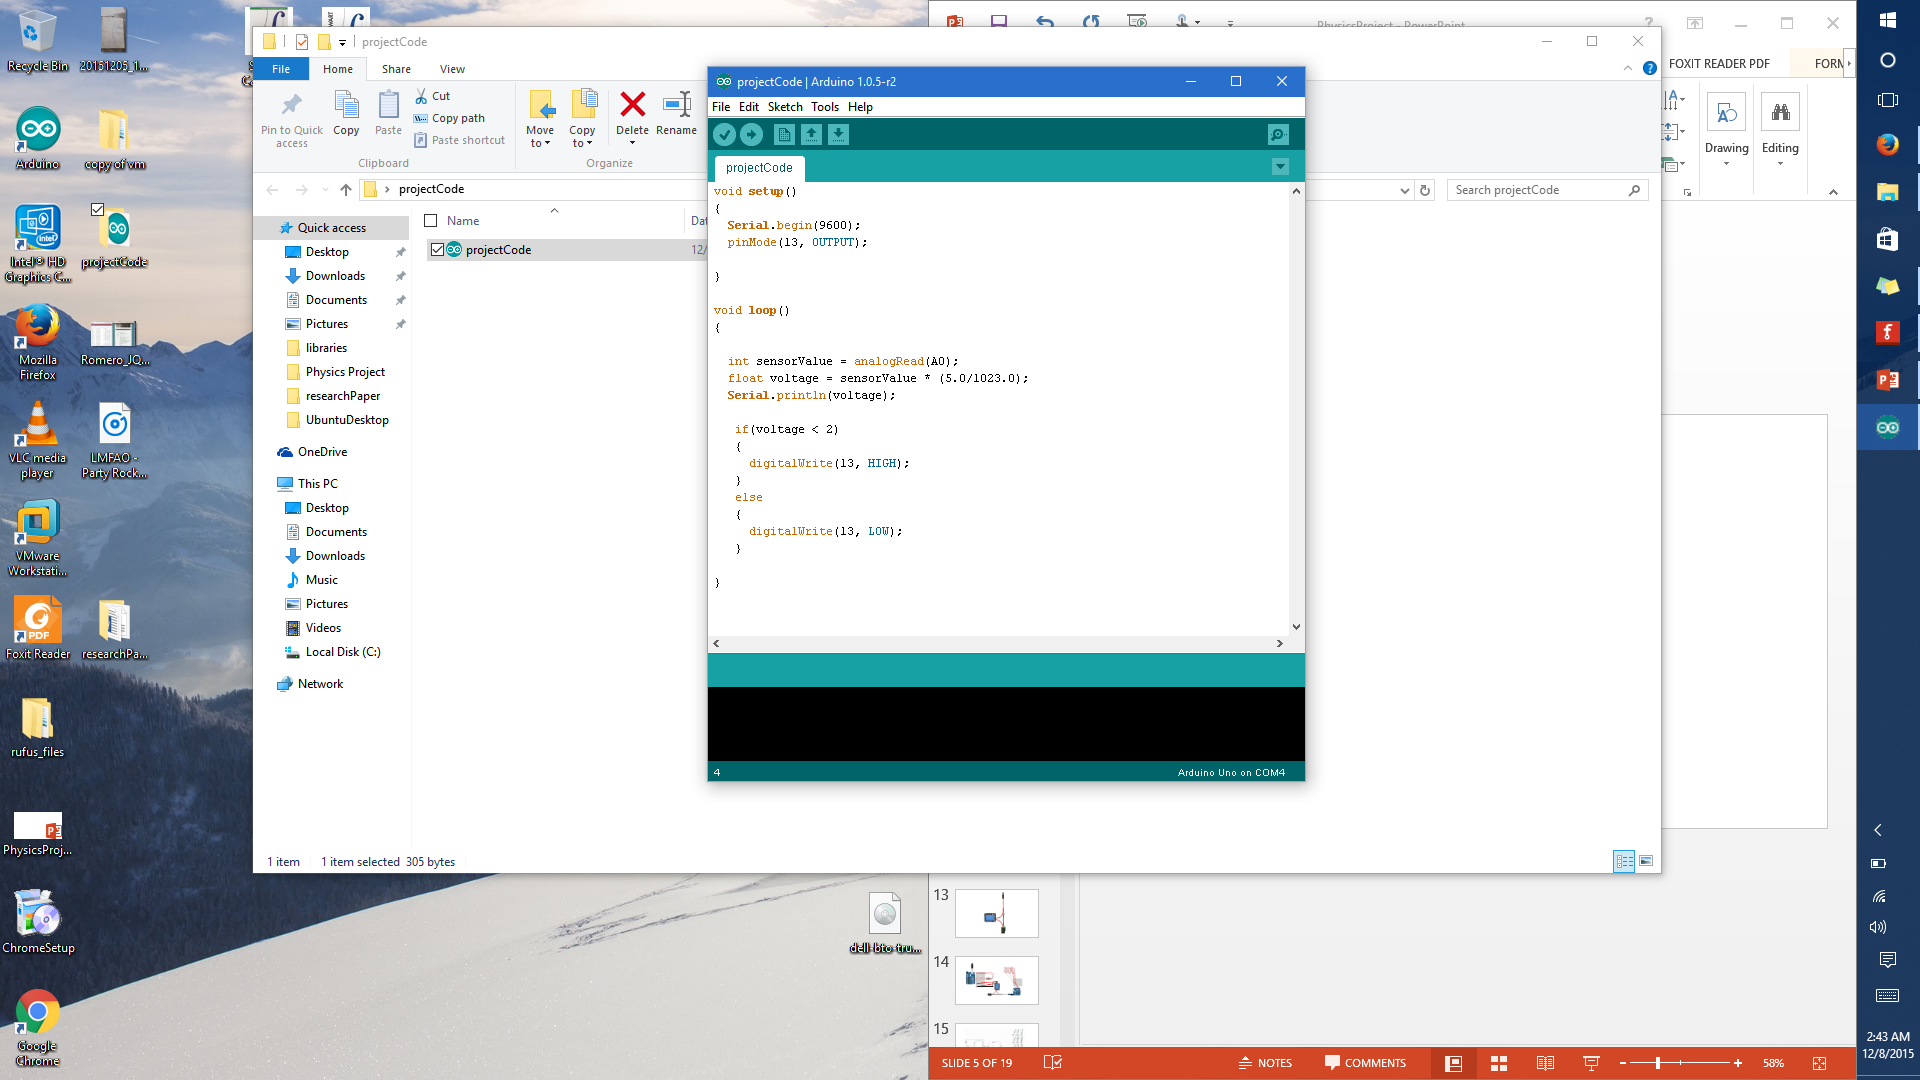 Recycle Bin
20151205_1...
Arduino
copy of vm
Intel® HD
Graphics C...
projectCode
Mozilla
Firefox
Romero_JQ...
VLC media
player
LMFAO -
Party Rock...
VMware
Workstati...
Foxit Reader
researchPa...
rufus_files
PhysicsProj...
ChromeSetup
Google
Chrome
dell-bto-tru...
projectCode
File
Home
Share
View
Pin to Quick
access
Copy
Paste
Cut
Copy path
Paste shortcut
Clipboard
Move
to
Copy
to
Delete
Rename
Organize
projectCode
Search projectCode
Quick access
Desktop
Downloads
Documents
Pictures
libraries
Physics Project
researchPaper
UbuntuDesktop
OneDrive
This PC
Desktop
Documents
Downloads
Music
Pictures
Videos
Local Disk (C:)
Network
Name
projectCode
12/
1 item
1 item selected 305 bytes
projectCode | Arduino 1.0.5-r2
File Edit Sketch Tools Help
projectCode
void setup()
{
Serial.begin(9600);
pinMode(13, OUTPUT);
}
void loop()
{
int sensorValue = analogRead(A0);
float voltage = sensorValue * (5.0/1023.0);
Serial.println(voltage);
if(voltage < 2)
{
digitalWrite(13, HIGH);
}
else
{
digitalWrite(13, LOW);
}
}
4
Arduino Uno on COM4
PhysicsProject - PowerPoint
FOXIT READER PDF
FORM
Drawing
Editing
13
14
15
SLIDE 5 OF 19
NOTES
COMMENTS
58%
2:43 AM
12/8/2015